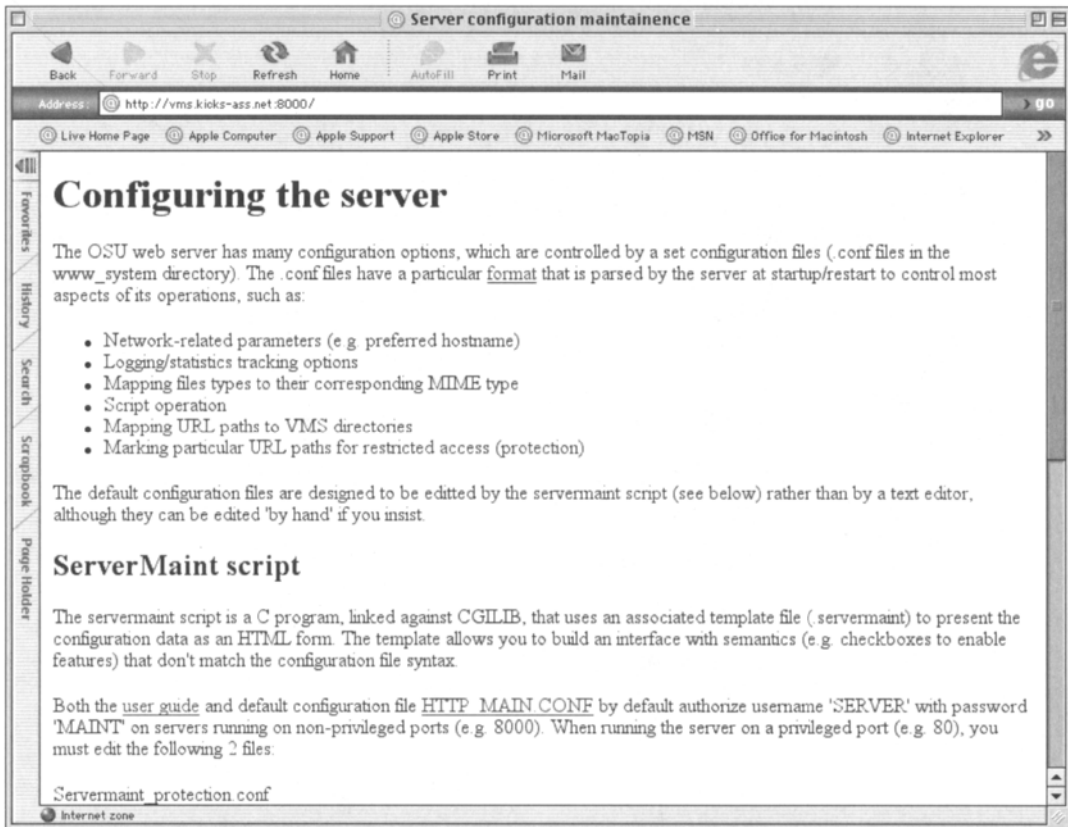 Server configuration maintainence
Back Forward Stop Refresh Home AutoFill Print Mail
Address: http://vms.kicks-ass.net:8000/ go
Live Home Page Apple Computer Apple Support Apple Store Microsoft MacTopia MSN Office for Macintosh Internet Explorer
Favorites
History
Search
Scrapbook
Page Holder
Configuring the server
The OSU web server has many configuration options, which are controlled by a set configuration files (.conf files in the
www_system directory). The .conf files have a particular format that is parsed by the server at startup/restart to control most
aspects of its operations, such as:
• Network-related parameters (e.g. preferred hostname)
• Logging/statistics tracking options
• Mapping files types to their corresponding MIME type
• Script operation
• Mapping URL paths to VMS directories
• Marking particular URL paths for restricted access (protection)
The default configuration files are designed to be editted by the servermaint script (see below) rather than by a text editor,
although they can be edited 'by hand' if you insist.
ServerMaint script
The servermaint script is a C program, linked against CGILIB, that uses an associated template file (.servermaint) to present the
configuration data as an HTML form. The template allows you to build an interface with semantics (e.g. checkboxes to enable
features) that don't match the configuration file syntax.
Both the user guide and default configuration file HTTP_MAIN.CONF by default authorize username 'SERVER' with password
'MAINT' on servers running on non-privileged ports (e.g. 8000). When running the server on a privileged port (e.g. 80), you
must edit the following 2 files:
Servermaint_protection.conf
Internet zone